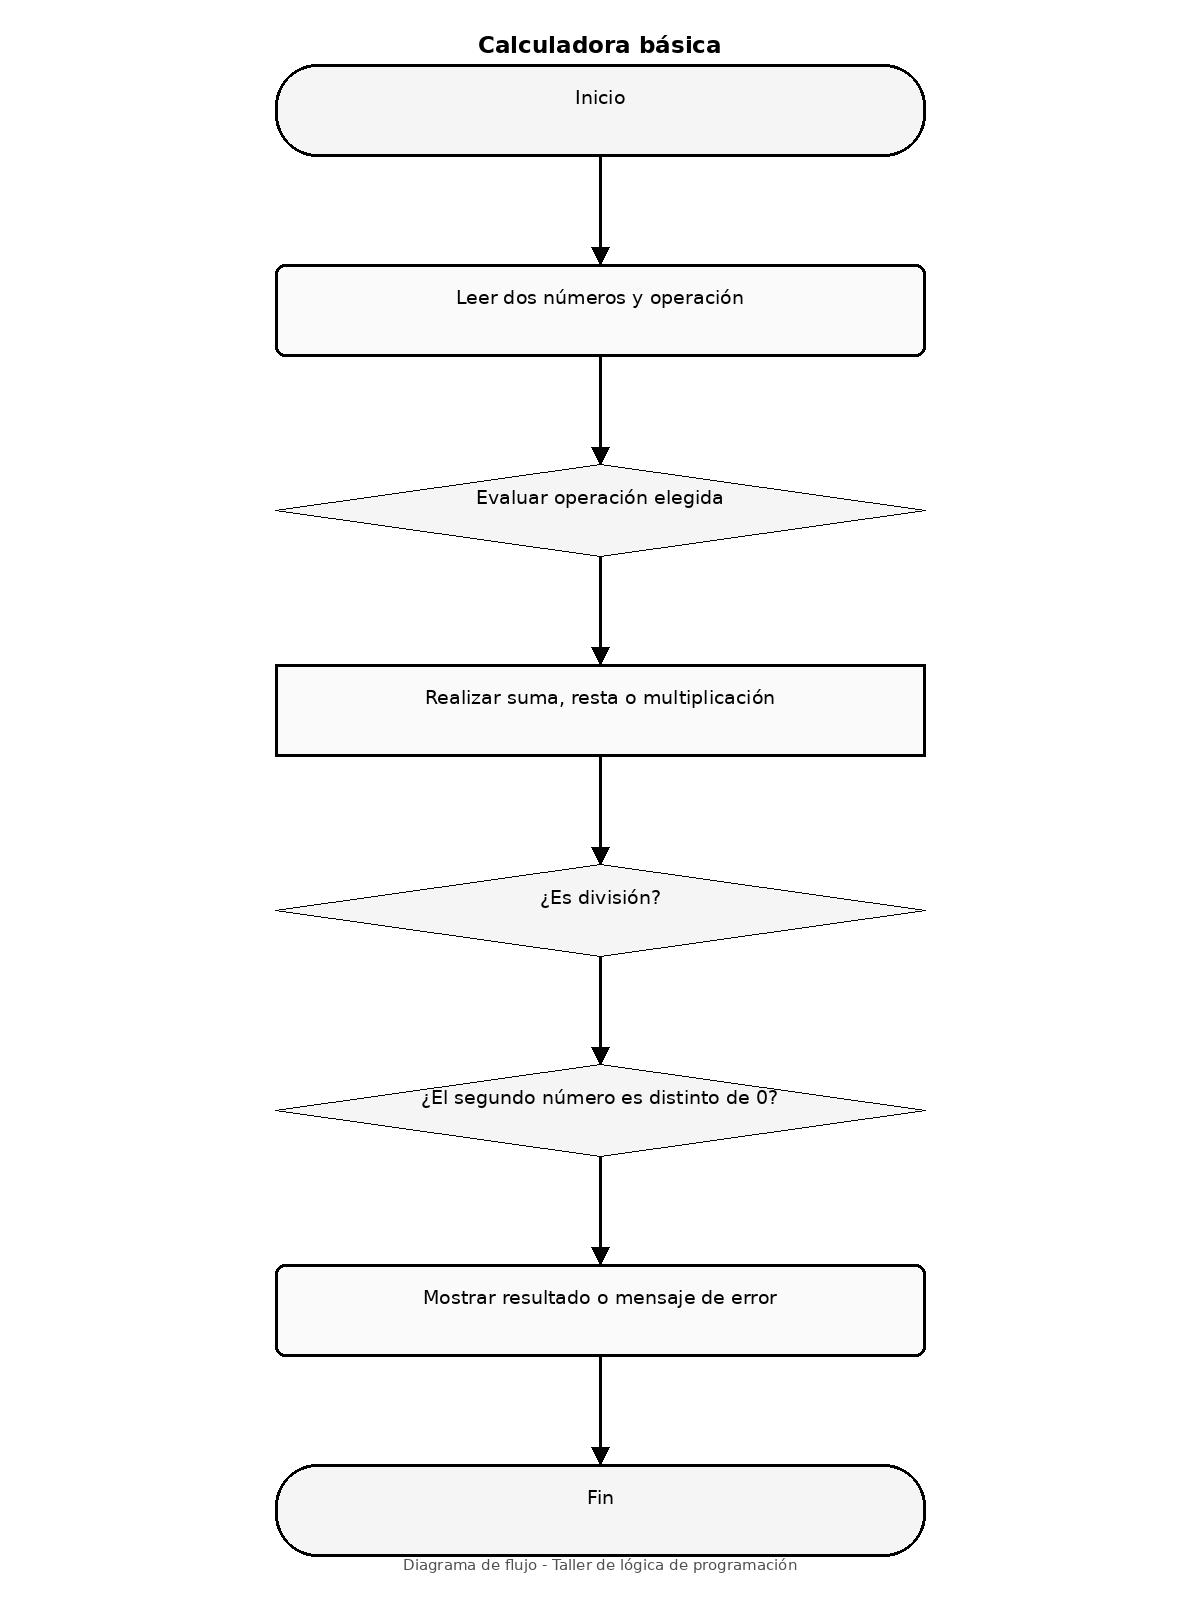 Calculadora básica
Inicio
Leer dos números y operación
Evaluar operación elegida
Realizar suma, resta o multiplicación
¿Es división?
¿El segundo número es distinto de 0?
Mostrar resultado o mensaje de error
Fin
Diagrama de flujo - Taller de lógica de programación